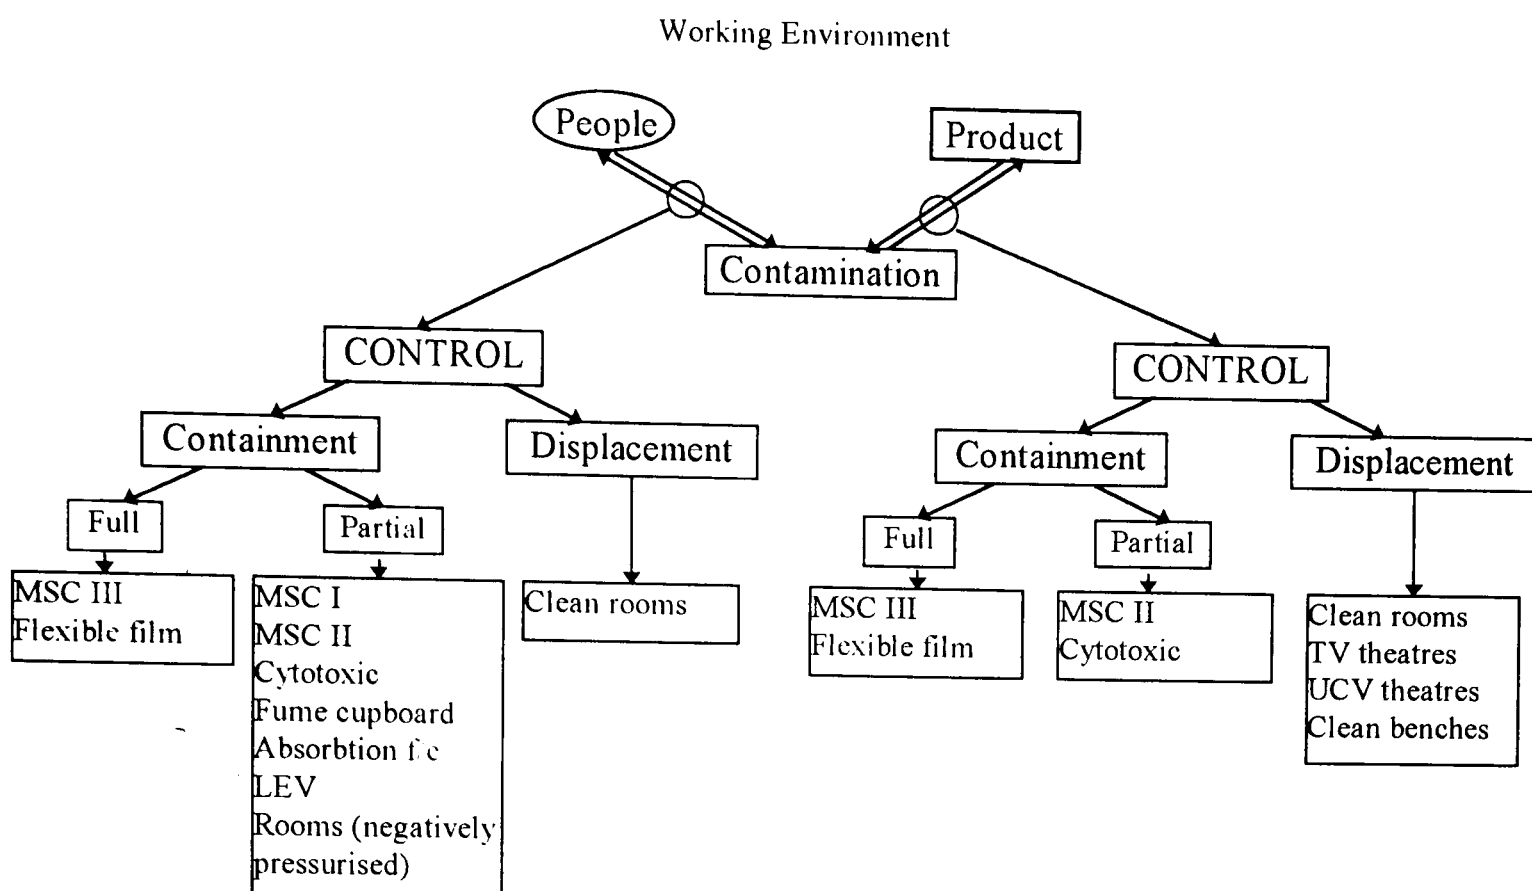 Working Environment
People
Product
Contamination
CONTROL
CONTROL
Containment
Displacement
Containment
Displacement
Full
Partial
Full
Partial
MSC III
Flexible film
MSC I
MSC II
Cytotoxic
Fume cupboard
Absorbtion f/c
LEV
Rooms (negatively
pressurised)
Clean rooms
MSC III
Flexible film
MSC II
Cytotoxic
Clean rooms
TV theatres
UCV theatres
Clean benches